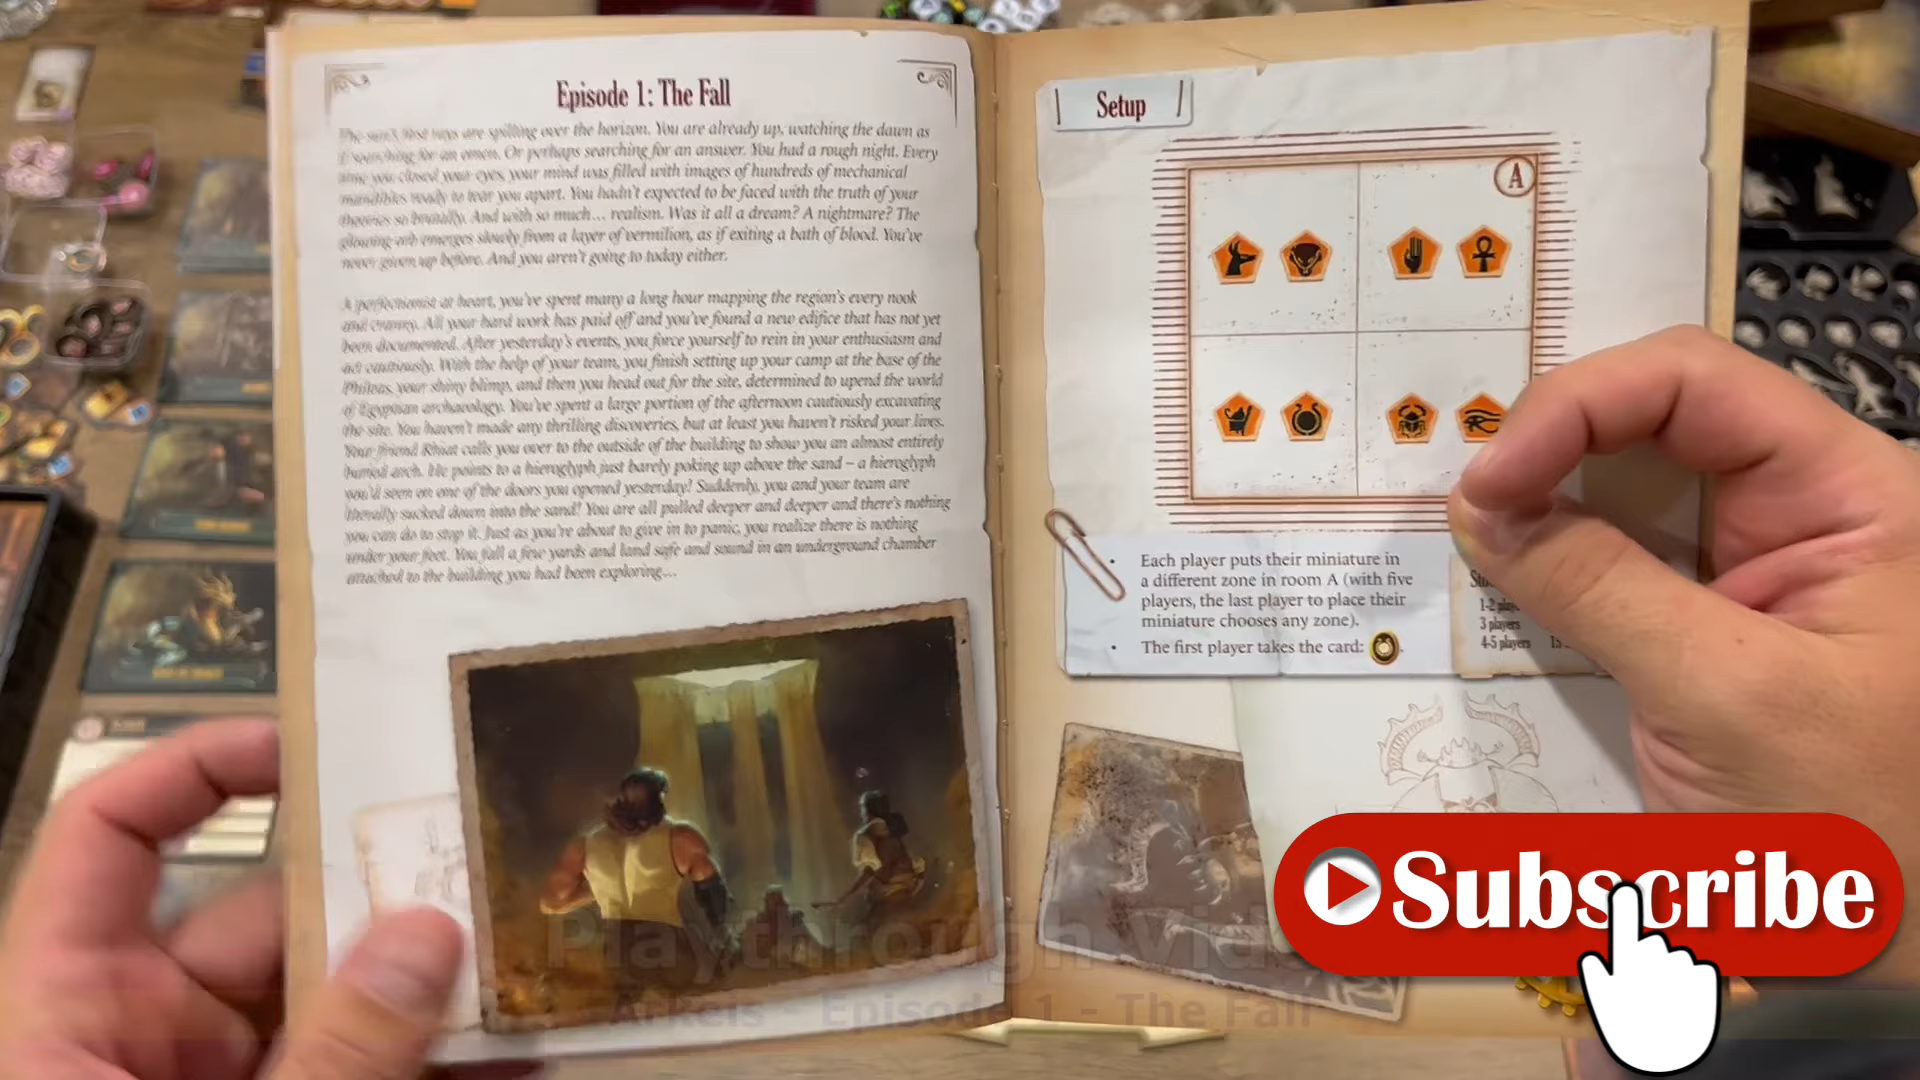 Episode 1: The Fall
The sun's first rays are spilling over the horizon. You are already up, watching the dawn as
if searching for an omen. Or perhaps searching for an answer. You had a rough night. Every
time you closed your eyes, your mind was filled with images of hundreds of mechanical
mandibles ready to tear you apart. You hadn't expected to be faced with the truth of your
theories so brutally. And with so much... realism. Was it all a dream? A nightmare? The
glowing orb emerges slowly from a layer of vermilion, as if exiting a bath of blood. You've
never given up before. And you aren't going to today either.
A perfectionist at heart, you've spent many a long hour mapping the region's every nook
and cranny. All your hard work has paid off and you've found a new edifice that has not yet
been documented. After yesterday's events, you force yourself to rein in your enthusiasm and
act cautiously. With the help of your team, you finish setting up your camp at the base of the
Phileas, your shiny blimp, and then you head out for the site, determined to upend the world
of Egyptian archaeology. You've spent a large portion of the afternoon cautiously excavating
the site. You haven't made any thrilling discoveries, but at least you haven't risked your lives.
Your friend Khiat calls you over to the outside of the building to show you an almost entirely
buried arch. He points to a hieroglyph just barely poking up above the sand – a hieroglyph
you'd seen on one of the doors you opened yesterday! Suddenly, you and your team are
literally sucked down into the sand! You are all pulled deeper and deeper and there's nothing
you can do to stop it. Just as you're about to give in to panic, you realize there is nothing
under your feet. You fall a few yards and land safe and sound in an underground chamber
attached to the building you had been exploring...
Setup
A
• Each player puts their miniature in
a different zone in room A (with five
players, the last player to place their
miniature chooses any zone).
• The first player takes the card: .
1-2
3 players
4-5 players
Subscribe
Playthrough Vid
Arkeis - Episode 1 - The Fall